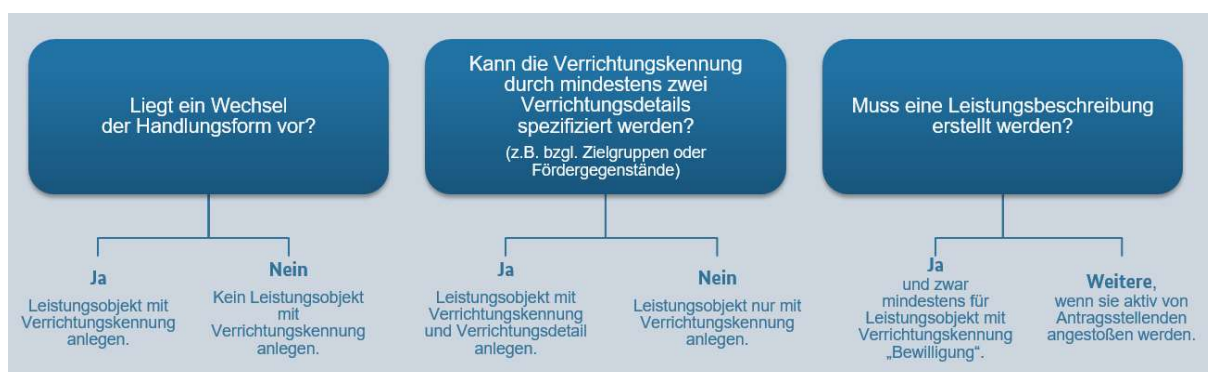 Liegt ein Wechsel
der Handlungsform vor?
Ja
Leistungsobjekt mit
Verrichtungskennung
anlegen.
Nein
Kein Leistungsobjekt
mit
Verrichtungskennung
anlegen.
Kann die Verrichtungskennung
durch mindestens zwei
Verrichtungsdetails
spezifiziert werden?
(z.B. bzgl. Zielgruppen oder
Fördergegenstände)
Ja
Leistungsobjekt mit
Verrichtungskennung
und Verrichtungsdetail
anlegen.
Nein
Leistungsobjekt nur mit
Verrichtungskennung
anlegen.
Muss eine Leistungsbeschreibung
erstellt werden?
Ja
und zwar
mindestens für
Leistungsobjekt mit
Verrichtungskennung
„Bewilligung“.
Weitere,
wenn sie aktiv von
Antragsstellenden
angestoßen werden.